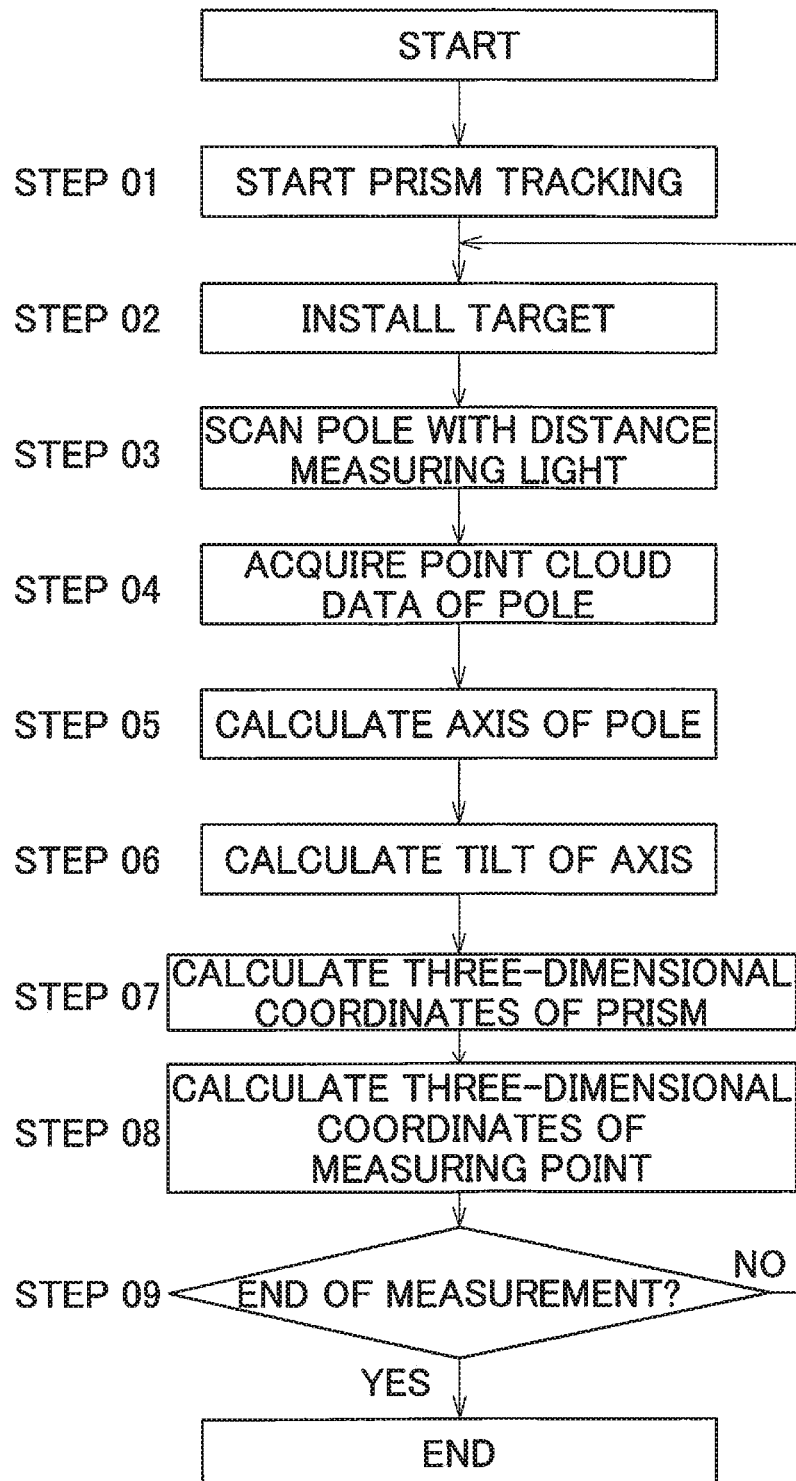 START
STEP 01
START PRISM TRACKING
STEP 02
INSTALL TARGET
STEP 03
SCAN POLE WITH DISTANCE
MEASURING LIGHT
STEP 04
ACQUIRE POINT CLOUD
DATA OF POLE
STEP 05
CALCULATE AXIS OF POLE
STEP 06
CALCULATE TILT OF AXIS
STEP 07
CALCULATE THREE-DIMENSIONAL
COORDINATES OF PRISM
STEP 08
CALCULATE THREE-DIMENSIONAL
COORDINATES OF
MEASURING POINT
STEP 09
END OF MEASUREMENT?
NO
YES
END